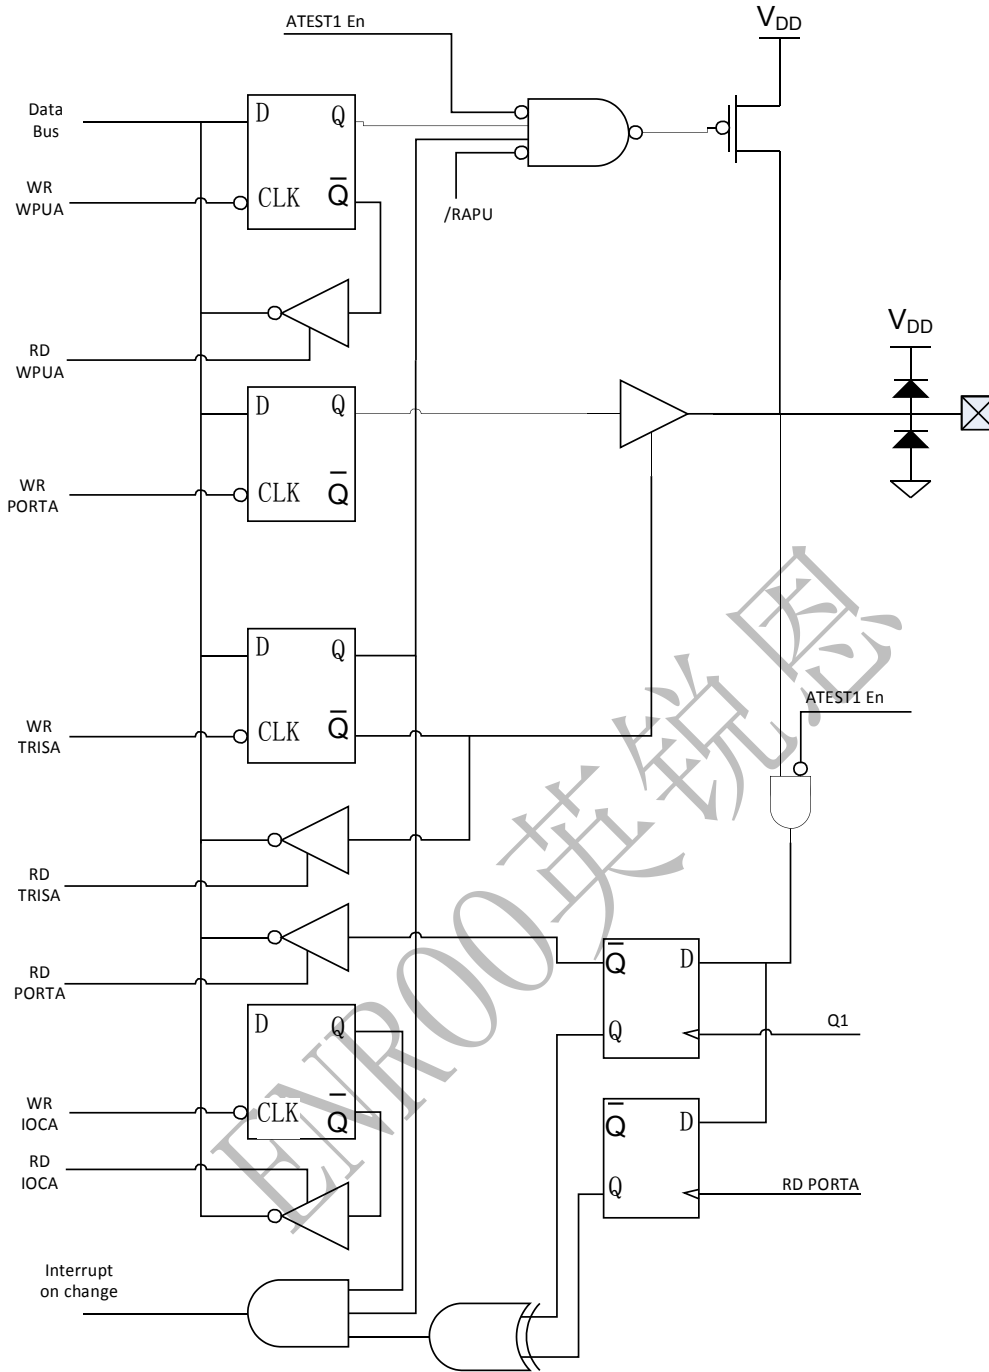 ATEST1 En
VDD
Data
Bus
D
Q
WR
WPUA
CLK
Q
/RAPU
RD
WPUA
VDD
D
Q
WR
PORTA
CLK
Q
D
Q
ATEST1 En
WR
TRISA
CLK
Q
RD
TRISA
RD
PORTA
Q
D
Q
Q1
D
Q
WR
IOCA
CLK
Q
Q
D
RD
IOCA
Q
RD PORTA
Interrupt
on change
ENROO英锐恩